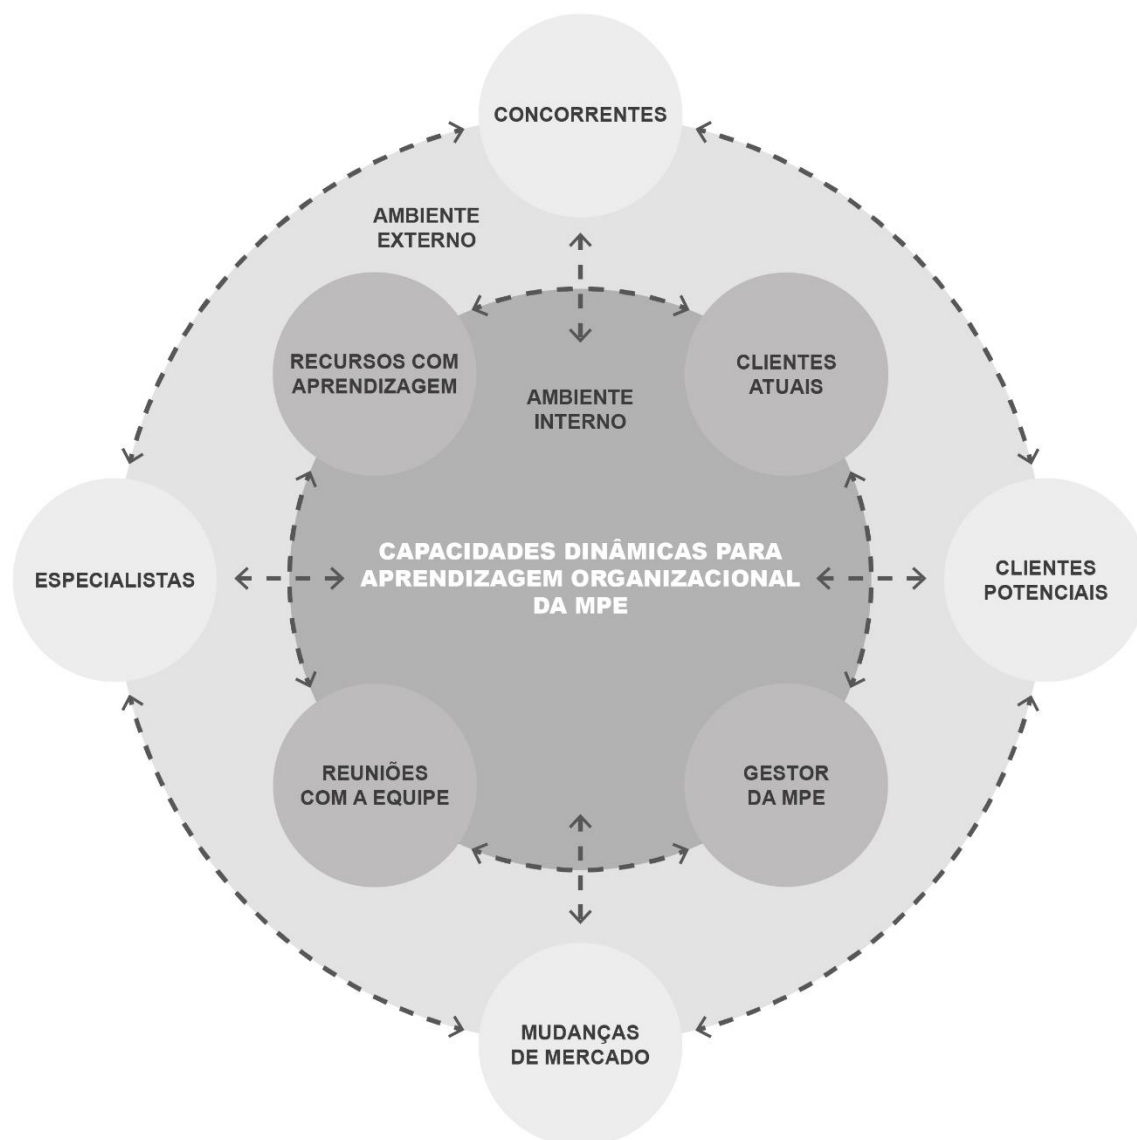 CONCORRENTES
AMBIENTE
EXTERNO
RECURSOS COM
APRENDIZAGEM
CLIENTES
ATUAIS
AMBIENTE
INTERNO
ESPECIALISTAS
CAPACIDADES DINÂMICAS PARA
APRENDIZAGEM ORGANIZACIONAL
DA MPE
CLIENTES
POTENCIAIS
REUNIÕES
COM A EQUIPE
GESTOR
DA MPE
MUDANÇAS
DE MERCADO